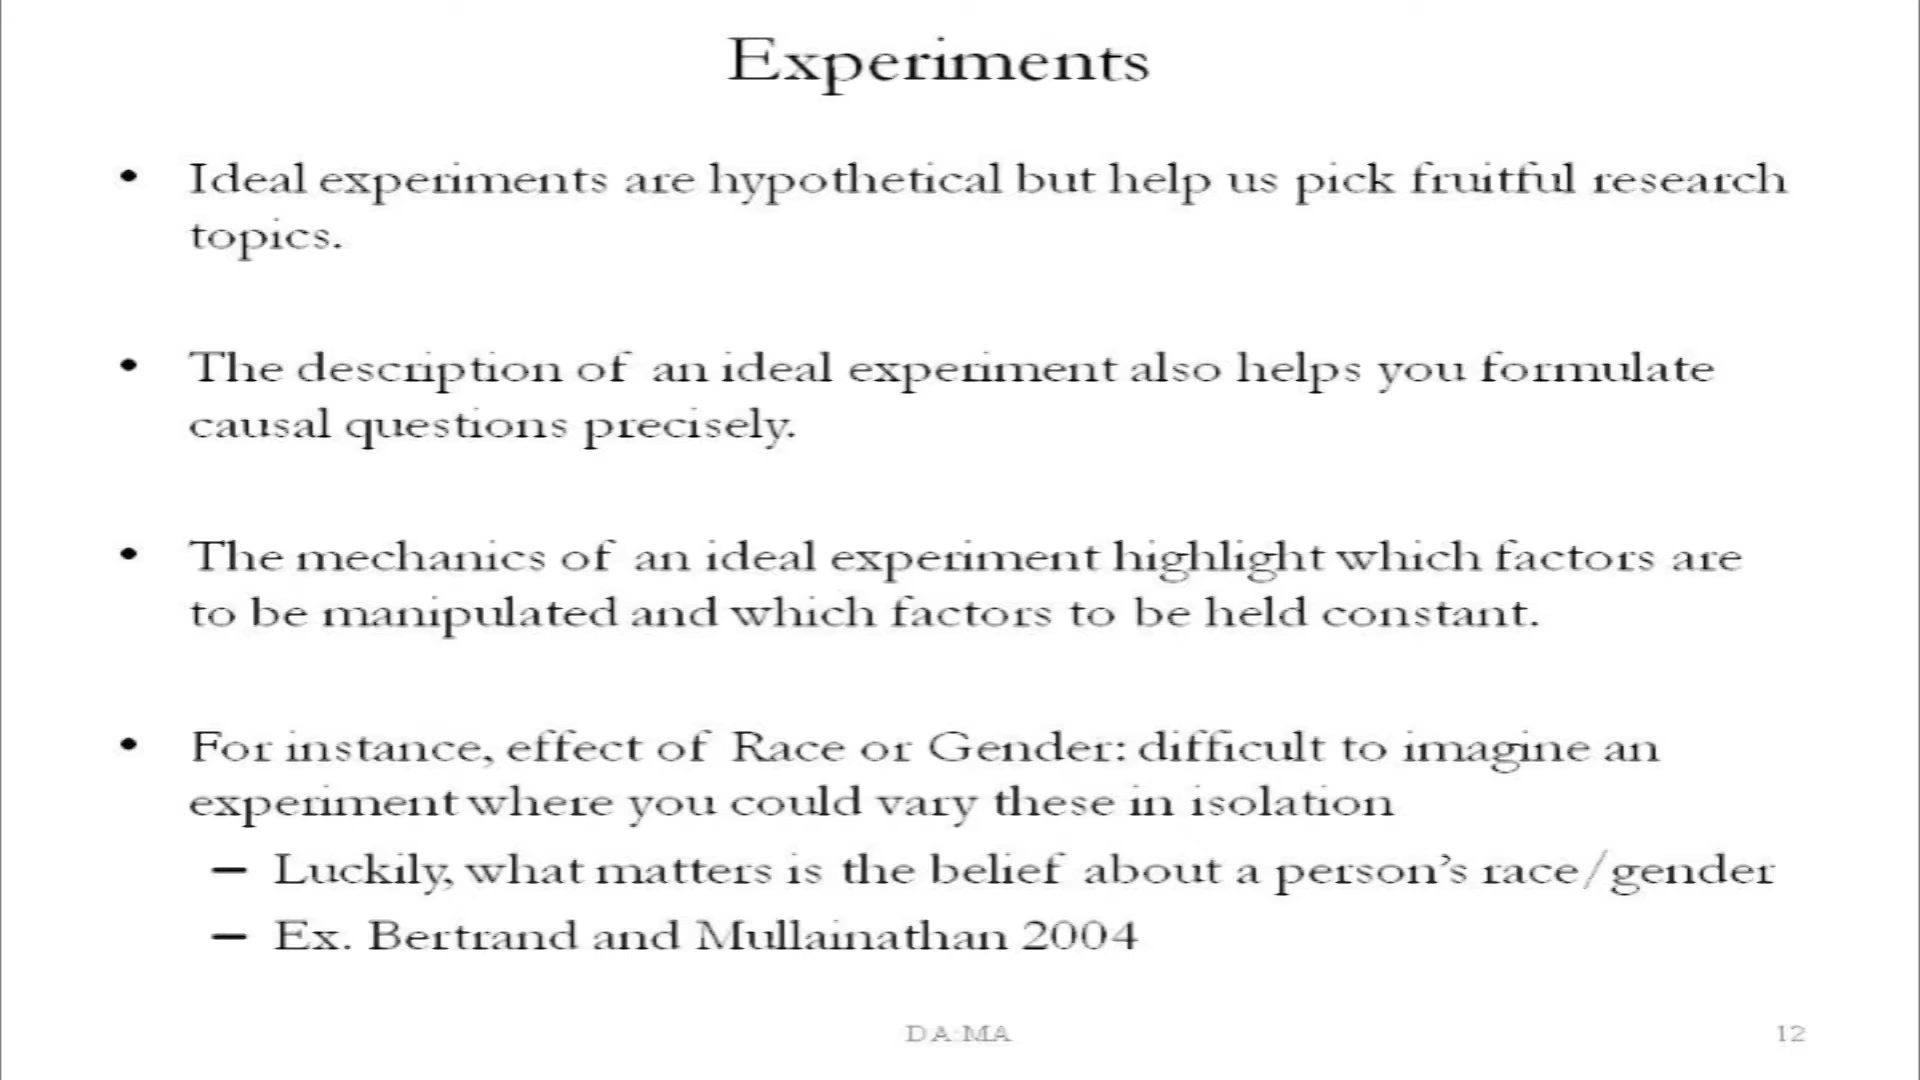 Experiments
• Ideal experiments are hypothetical but help us pick fruitful research
topics.
• The description of an ideal experiment also helps you formulate
causal questions precisely.
• The mechanics of an ideal experiment highlight which factors are
to be manipulated and which factors to be held constant.
• For instance, effect of Race or Gender: difficult to imagine an
experiment where you could vary these in isolation
– Luckily, what matters is the belief about a person’s race/gender
– Ex. Bertrand and Mullainathan 2004
DA:MA
12